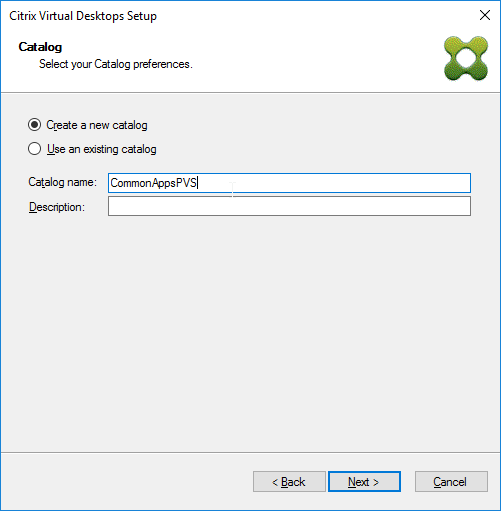 Citrix Virtual Desktops Setup
Catalog
Select your Catalog preferences.
Create a new catalog
Use an existing catalog
Catalog name: CommonAppsPVS
Description:
< Back Next > Cancel